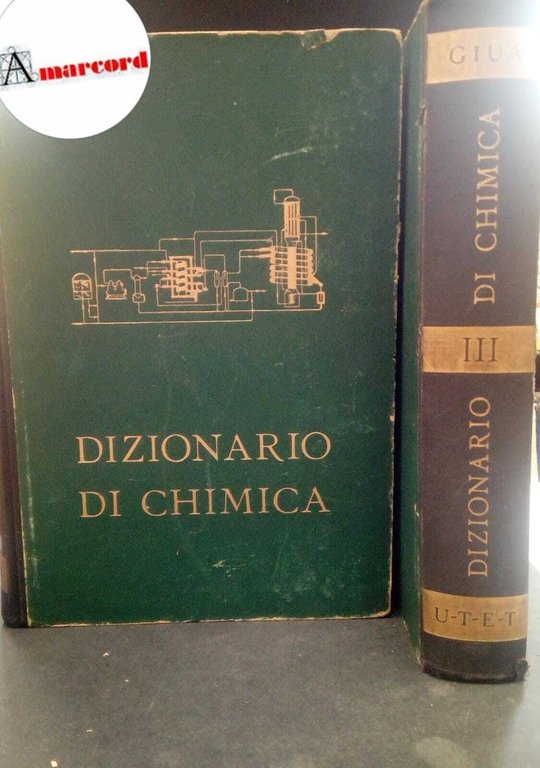 Amarcord
DIZIONARIO
DI CHIMICA
GIUA
DIZIONARIO DI CHIMICA
III
U-T-E-T